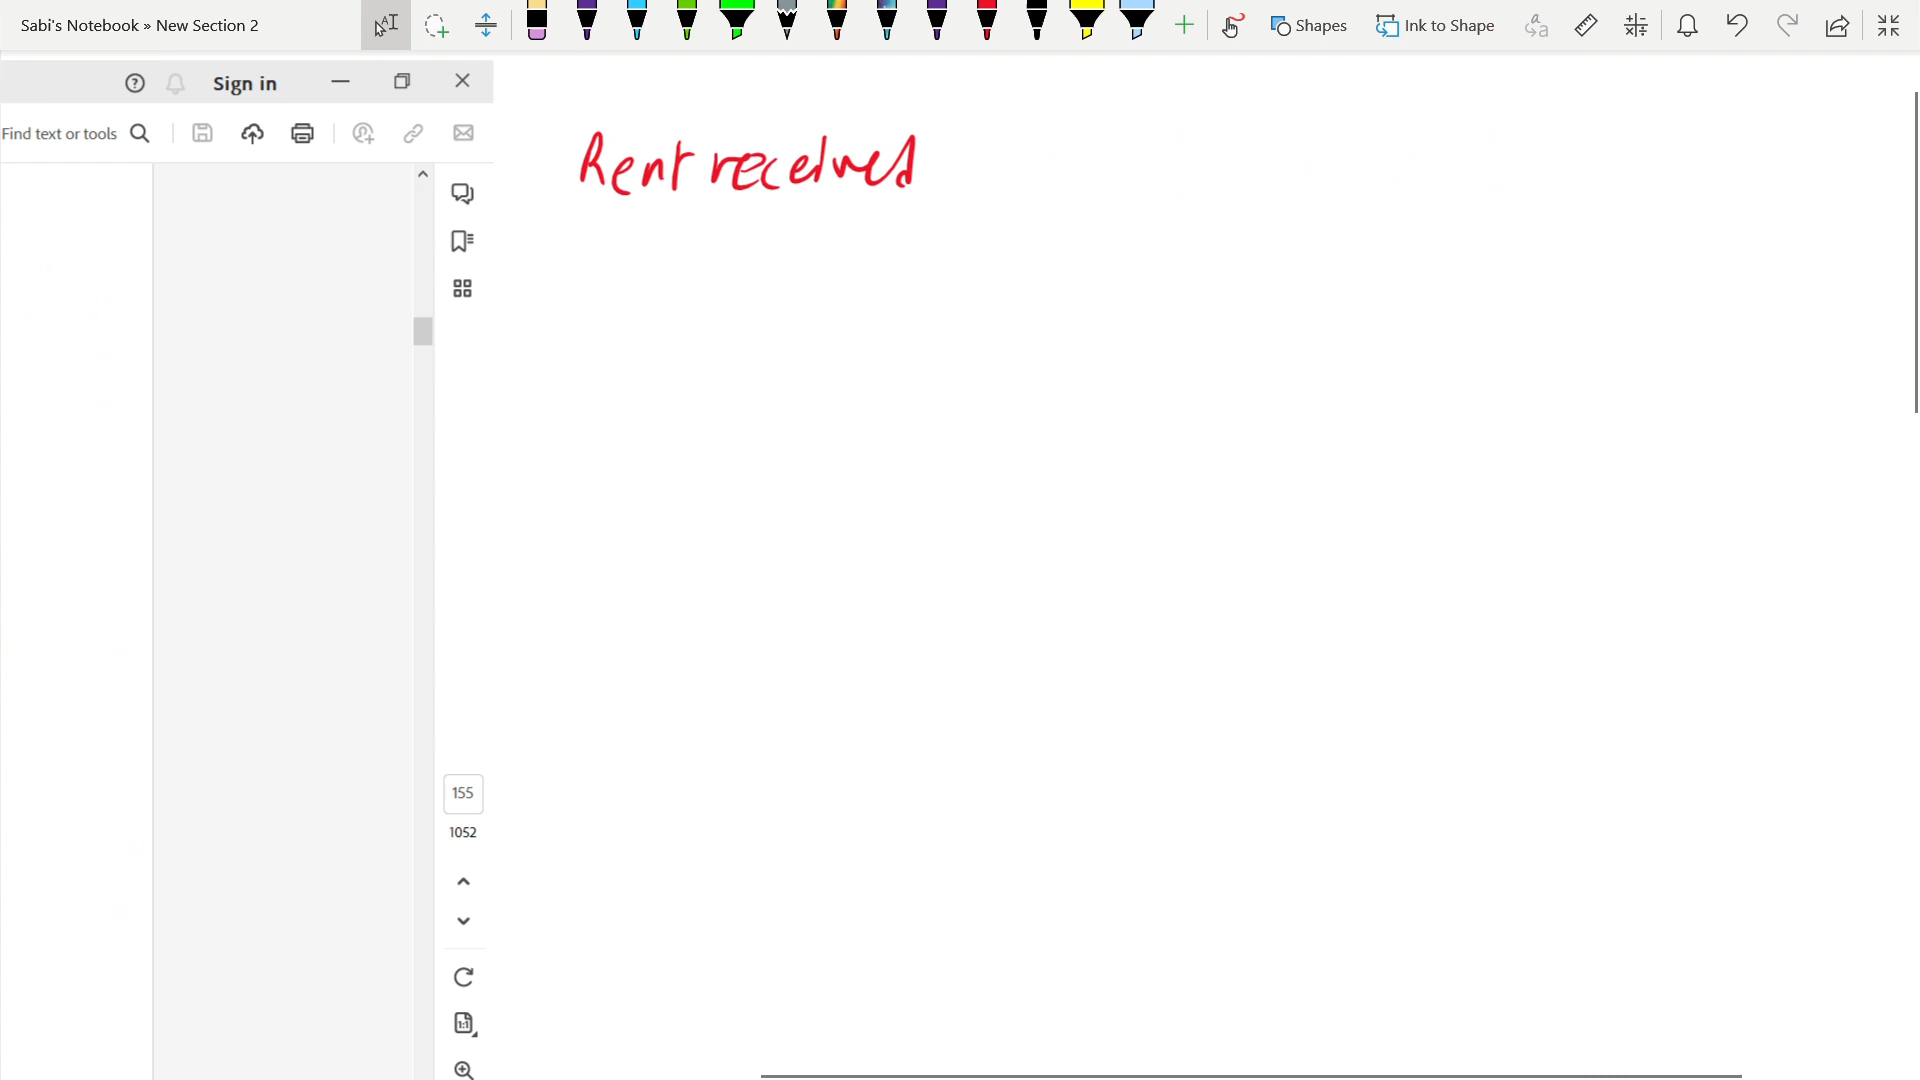 Sabi's Notebook » New Section 2
Shapes
Ink to Shape
Sign in
Find text or tools
Rent received
155
1052